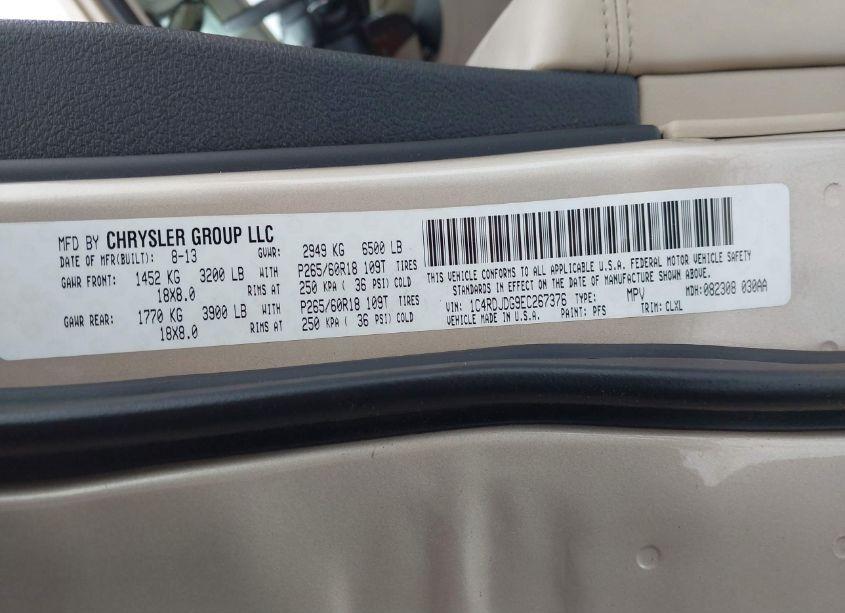 MFD BY CHRYSLER GROUP LLC
DATE OF MFR(BUILT): 8-13 GVWR: 2949 KG 6500 LB
GAWR FRONT: 1452 KG 3200 LB WITH P265/60R18 109T TIRES
18X8.0 RIMS AT 250 KPA ( 36 PSI) COLD
GAWR REAR: 1770 KG 3900 LB WITH P265/60R18 109T TIRES
18X8.0 RIMS AT 250 KPA ( 36 PSI) COLD
THIS VEHICLE CONFORMS TO ALL APPLICABLE U.S.A. FEDERAL MOTOR VEHICLE SAFETY
STANDARDS IN EFFECT ON THE DATE OF MANUFACTURE SHOWN ABOVE.
VIN: 1C4RDJDG9EC267376 TYPE: MPV MDH: 082308 030AA
VEHICLE MADE IN U.S.A. PAINT: PFS TRIM: CLXL